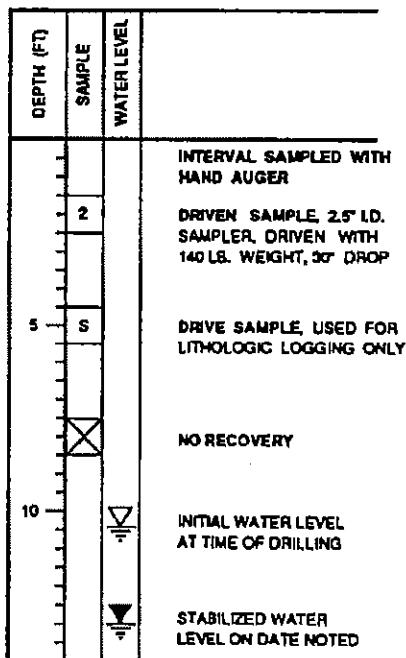 DEPTH (FT)
SAMPLE
WATER LEVEL
INTERVAL SAMPLED WITH
HAND AUGER
2
DRIVEN SAMPLE, 2.5" I.D.
SAMPLER, DRIVEN WITH
140 LB. WEIGHT, 30" DROP
5
S
DRIVE SAMPLE, USED FOR
LITHOLOGIC LOGGING ONLY
NO RECOVERY
10
INITIAL WATER LEVEL
AT TIME OF DRILLING
STABILIZED WATER
LEVEL ON DATE NOTED